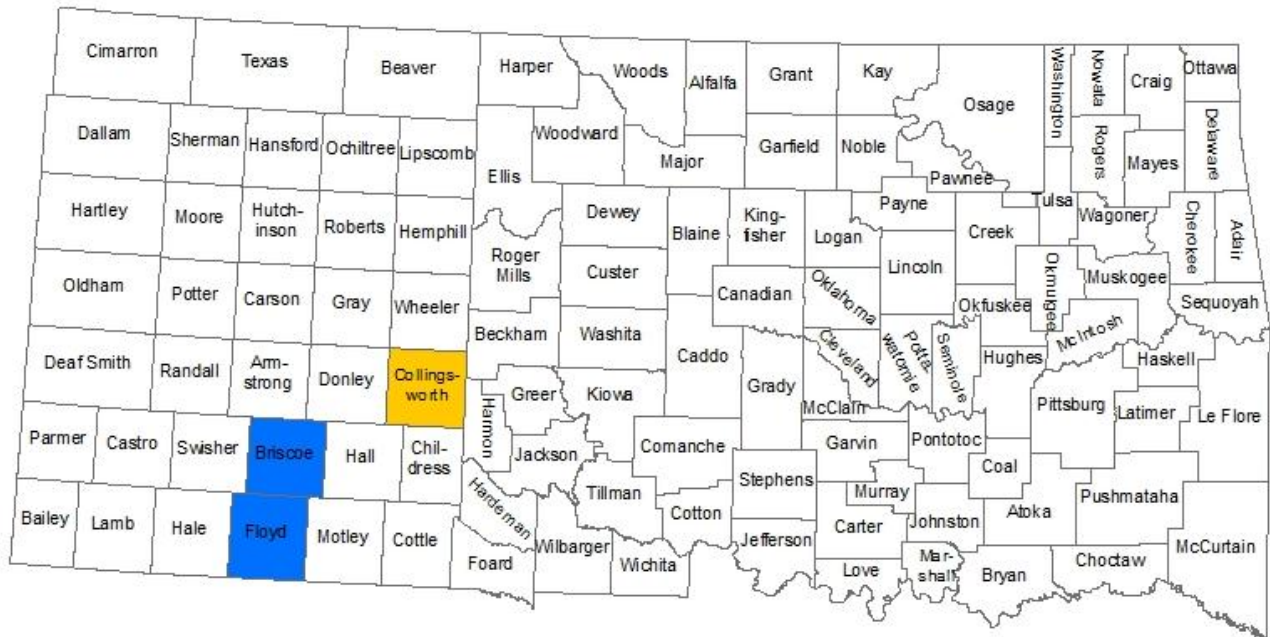 Cimarron
Texas
Beaver
Harper
Woods
Alfalfa
Grant
Kay
Osage
Washington
Nowata
Craig
Ottawa
Dallam
Sherman
Hansford
Ochiltree
Lipscomb
Ellis
Woodward
Major
Garfield
Noble
Pawnee
Rogers
Mayes
Delaware
Hartley
Moore
Hutch-
inson
Roberts
Hemphill
Roger
Mills
Dewey
Blaine
King-
fisher
Logan
Payne
Creek
Tulsa
Wagoner
Cherokee
Adair
Oldham
Potter
Carson
Gray
Wheeler
Custer
Canadian
Oklahoma
Lincoln
Okfuskee
Okmulgee
Muskogee
Sequoyah
Deaf Smith
Randall
Arm-
strong
Donley
Collings-
worth
Beckham
Washita
Caddo
Grady
Cleveland
Potta-
watomie
Seminole
Hughes
McIntosh
Haskell
Parmer
Castro
Swisher
Briscoe
Hall
Chil-
dress
Harmon
Greer
Kiowa
Jackson
Comanche
McClain
Garvin
Pontotoc
Pittsburg
Latimer
Le Flore
Bailey
Lamb
Hale
Floyd
Motley
Cottle
Hardeman
Foard
Wilbarger
Tillman
Wichita
Cotton
Stephens
Jefferson
Murray
Carter
Love
Coal
Johnston
Mar-
shall
Atoka
Bryan
Pushmataha
Choctaw
McCurtain